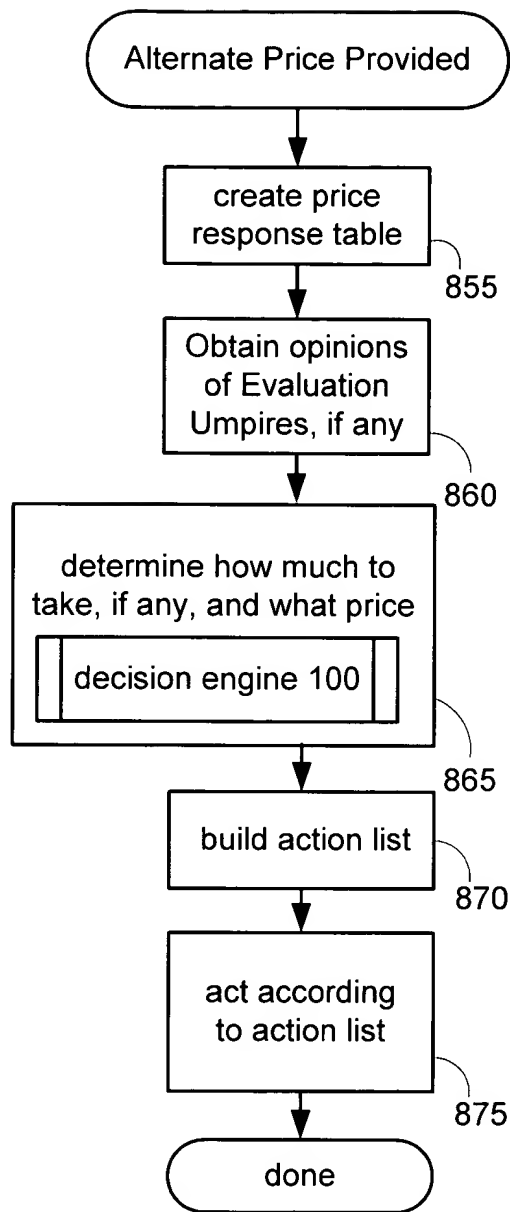 Alternate Price Provided
create price
response table
855
Obtain opinions
of Evaluation
Umpires, if any
860
determine how much to
take, if any, and what price
decision engine 100
865
build action list
870
act according
to action list
875
done